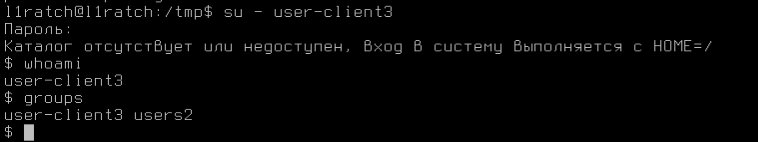 l1ratch@l1ratch:/tmp$ su - user-client3
Пароль:
Каталог отсутствует или недоступен, вход в систему выполняется с HOME=/
$ whoami
user-client3
$ groups
user-client3 users2
$